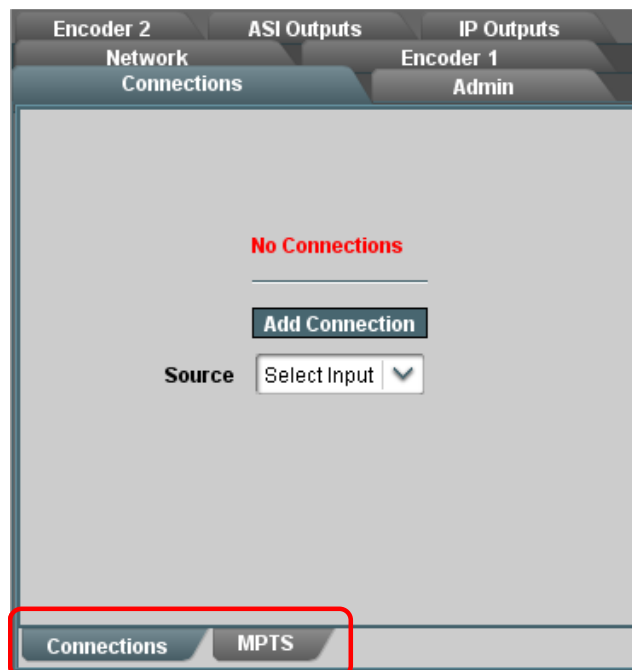 Encoder 2 ASI Outputs IP Outputs
Network Encoder 1
Connections Admin
No Connections
Add Connection
Source Select Input
Connections MPTS